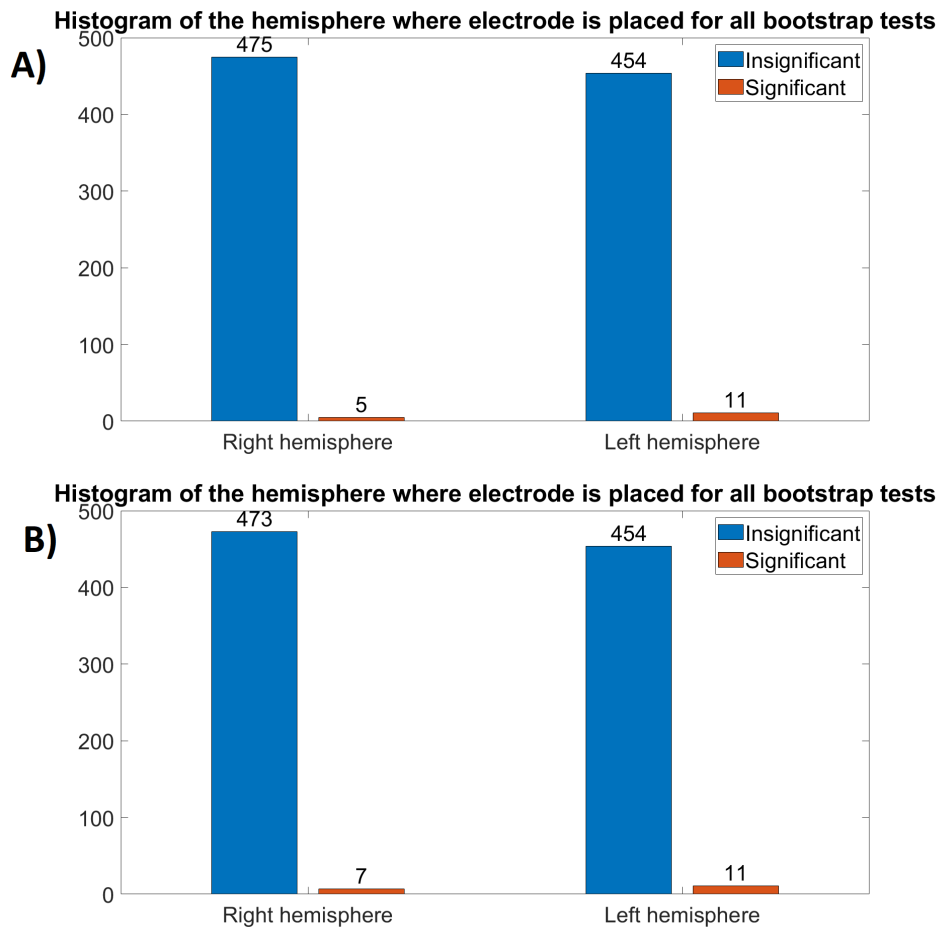 Histogram of the hemisphere where electrode is placed for all bootstrap tests
A)
500
475
454
Insignificant
Significant
400
300
200
100
5
11
0
Right hemisphere
Left hemisphere
Histogram of the hemisphere where electrode is placed for all bootstrap tests
B)
500
473
454
Insignificant
Significant
400
300
200
100
7
11
0
Right hemisphere
Left hemisphere